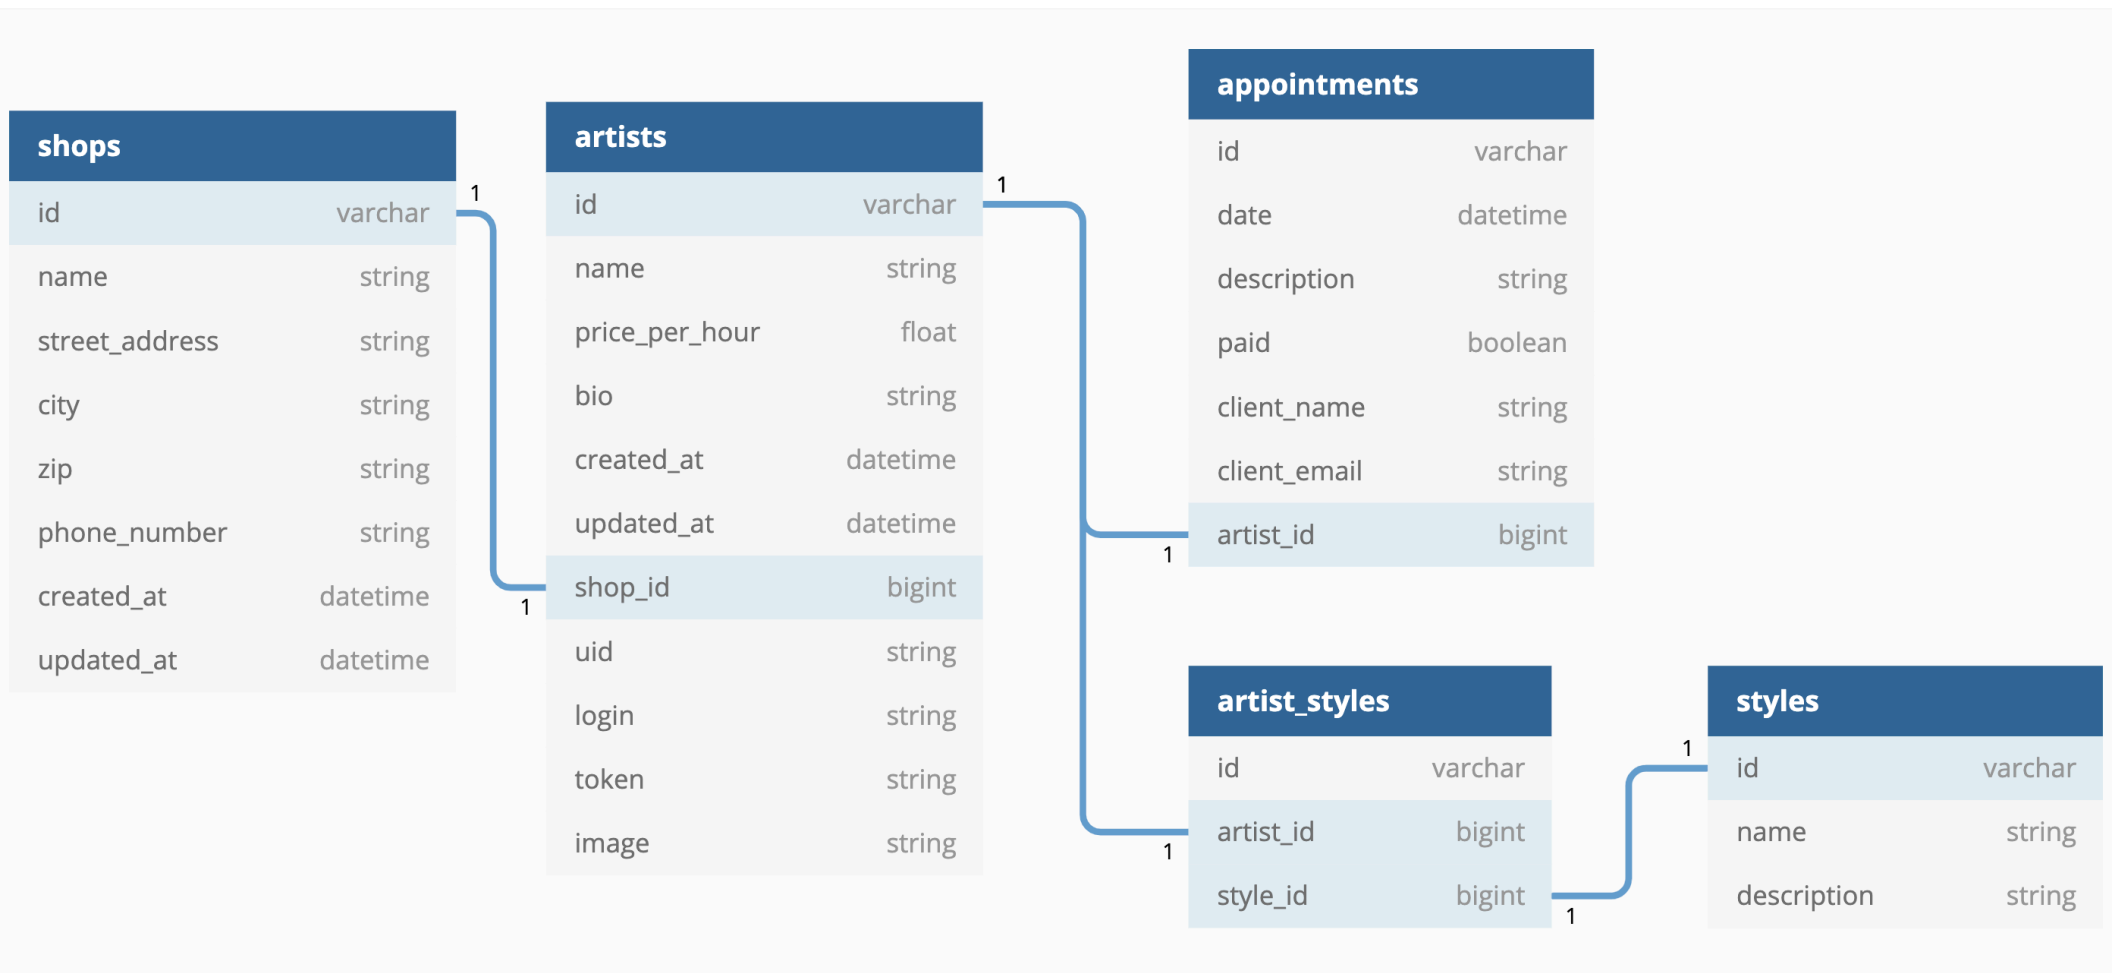 shops
id varchar
name string
street_address string
city string
zip string
phone_number string
created_at datetime
updated_at datetime
1
1
artists
id varchar
name string
price_per_hour float
bio string
created_at datetime
updated_at datetime
shop_id bigint
uid string
login string
token string
image string
1
1
1
appointments
id varchar
date datetime
description string
paid boolean
client_name string
client_email string
artist_id bigint
artist_styles
id varchar
artist_id bigint
style_id bigint
1
1
styles
id varchar
name string
description string